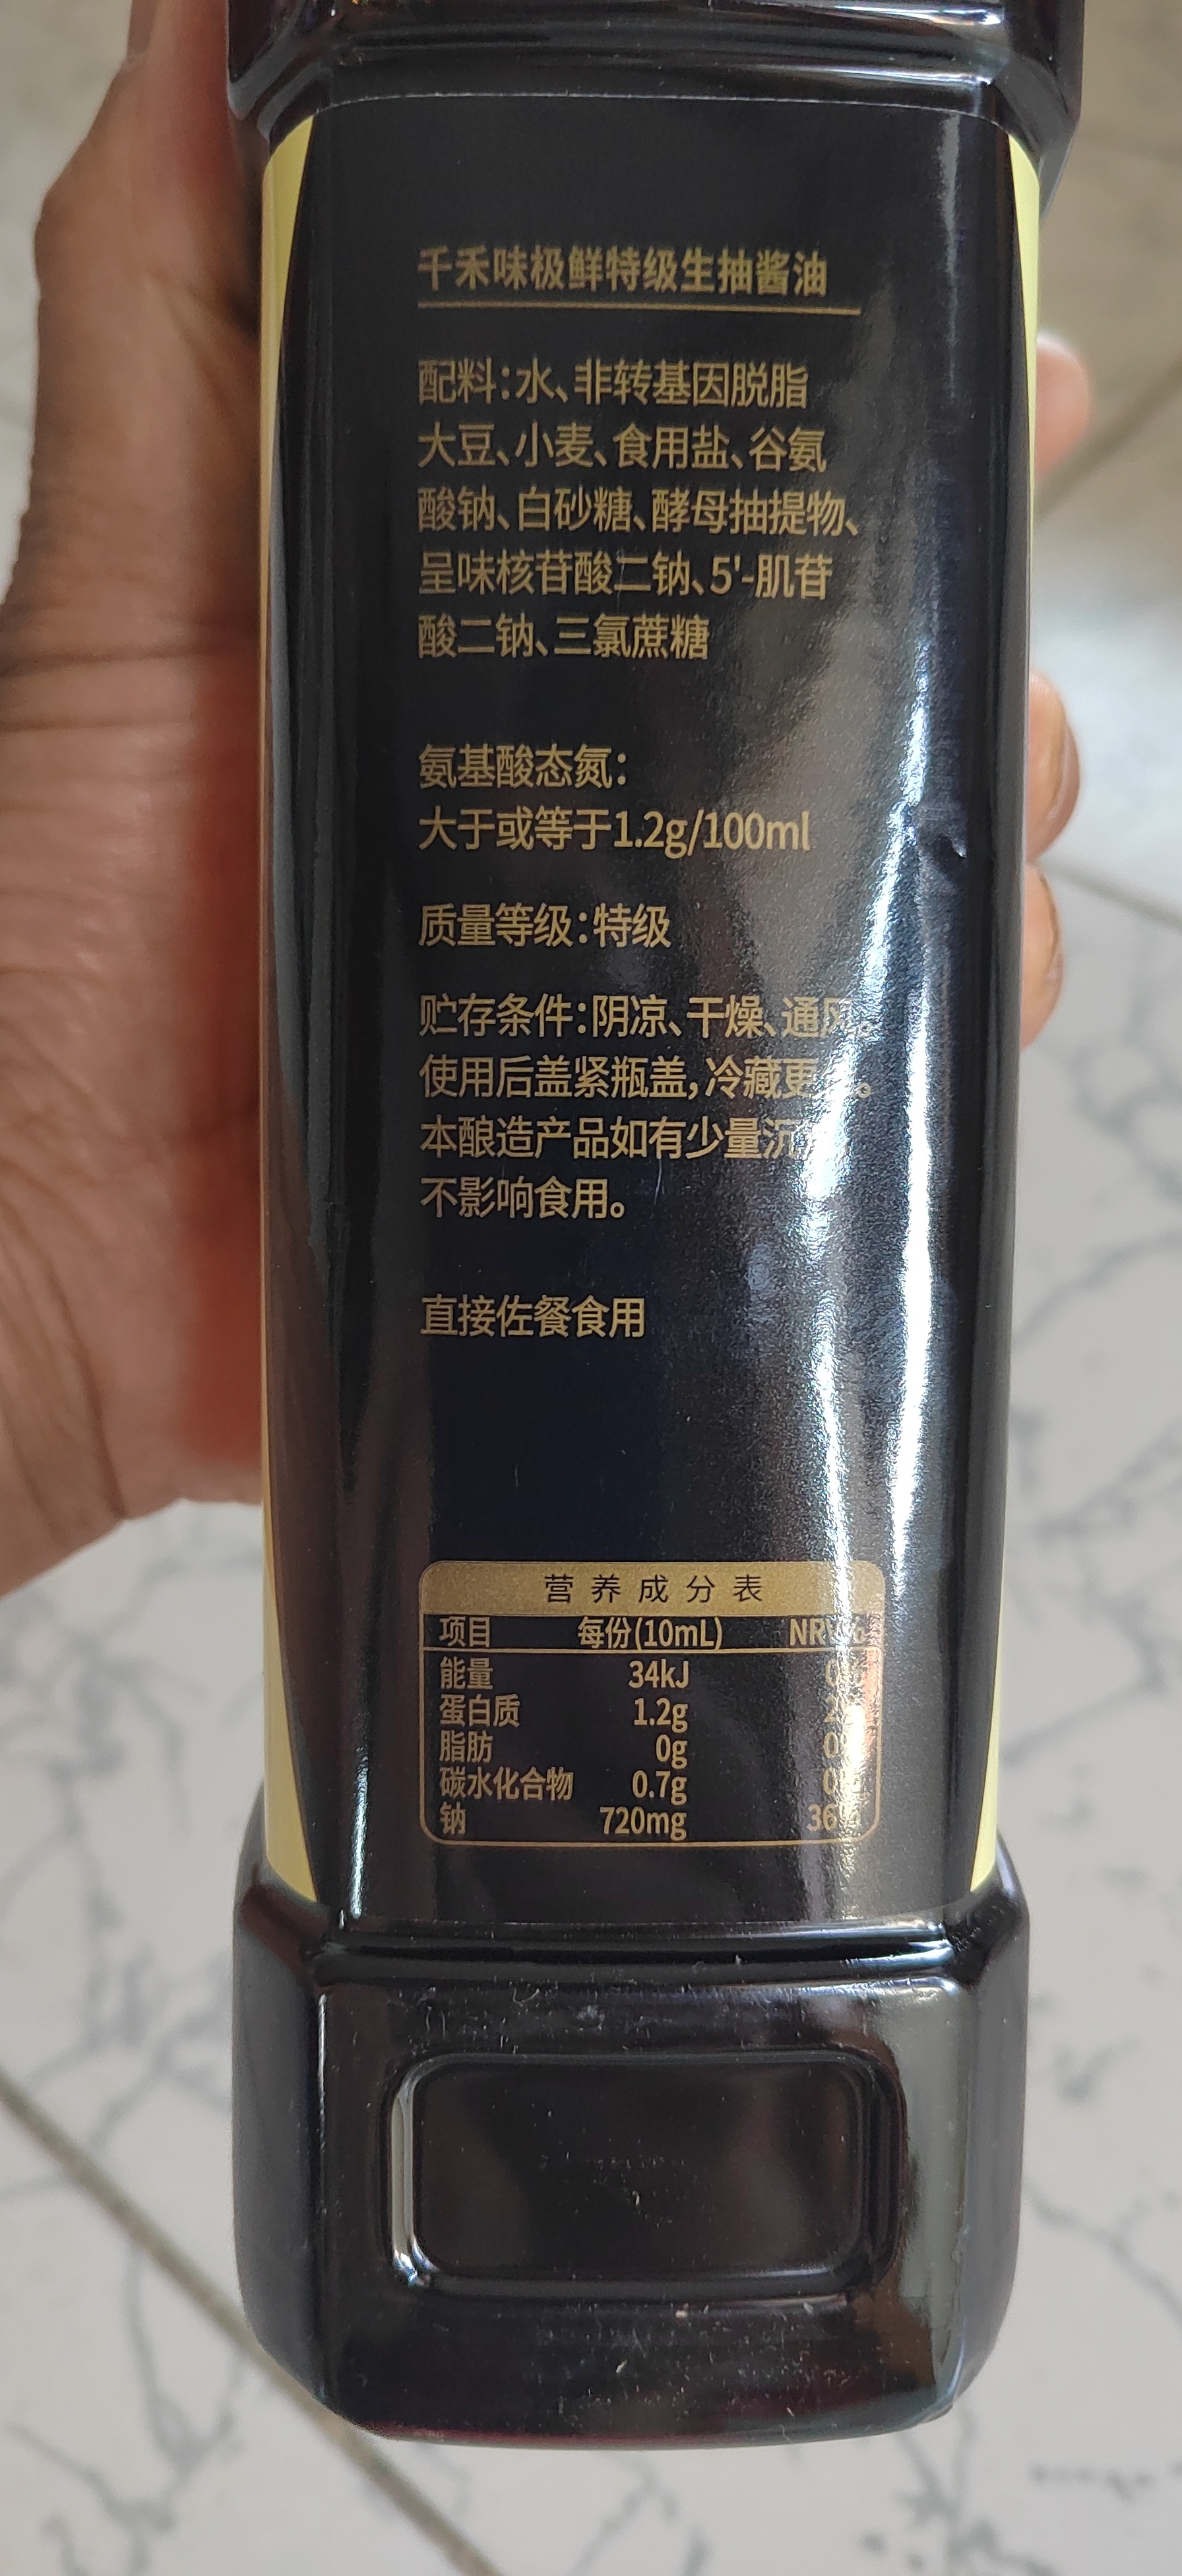 千禾味极鲜特级生抽酱油
配料:水、非转基因脱脂
大豆、小麦、食用盐、谷氨
酸钠、白砂糖、酵母抽提物、
呈味核苷酸二钠、5'-肌苷
酸二钠、三氯蔗糖
氨基酸态氮:
大于或等于1.2g/100ml
质量等级:特级
贮存条件:阴凉、干燥、通风。
使用后盖紧瓶盖,冷藏更
本酿造产品如有少量沉
不影响食用。
直接佐餐食用
营养成分表
项目 每份(10mL)
能量 34kJ
蛋白质 1.2g
脂肪 0g
碳水化合物 0.7g
钠 720mg